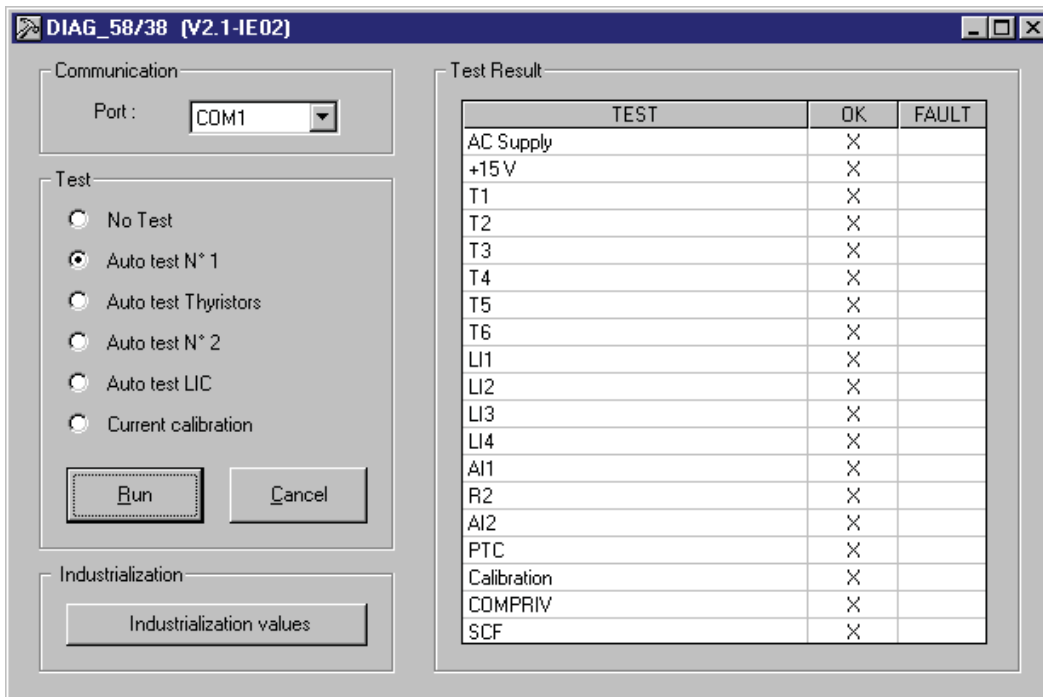 DIAG_58/38 (V2.1-IE02)
Communication
Port :
COM1
Test
No Test
Auto test N° 1
Auto test Thyristors
Auto test N° 2
Auto test LIC
Current calibration
Run
Cancel
Industrialization
Industrialization values
Test Result
TEST OK FAULT
AC Supply X
+15 V X
T1 X
T2 X
T3 X
T4 X
T5 X
T6 X
LI1 X
LI2 X
LI3 X
LI4 X
AI1 X
R2 X
AI2 X
PTC X
Calibration X
COMPRIV X
SCF X